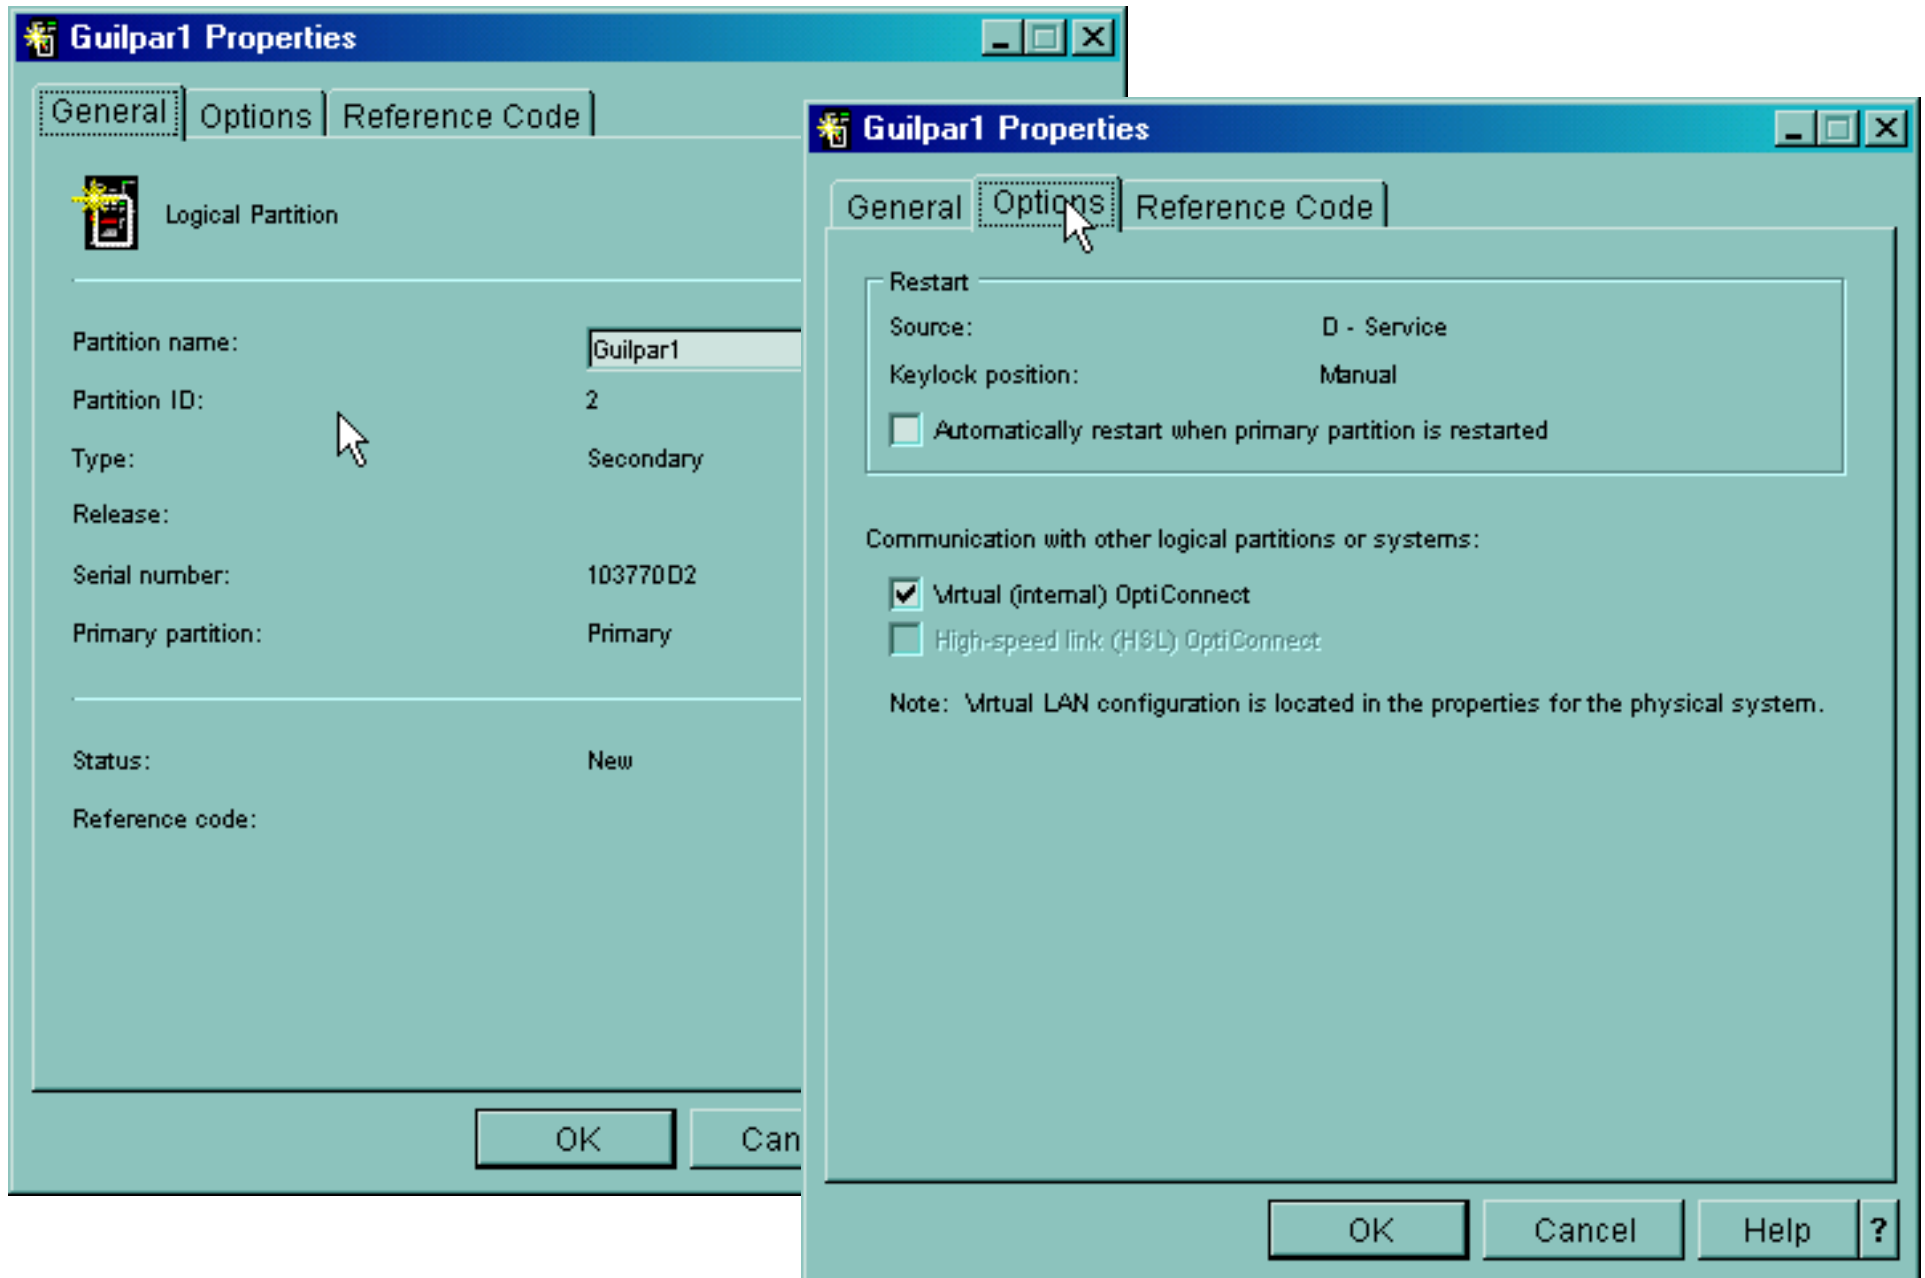 Guilpar1 Properties
General Options Reference Code
Logical Partition
Partition name: Guilpar1
Partition ID: 2
Type: Secondary
Release:
Serial number: 103770D2
Primary partition: Primary
Status: New
Reference code:
OK Can
Guilpar1 Properties
General Options Reference Code
Restart
Source: D - Service
Keylock position: Manual
Automatically restart when primary partition is restarted
Communication with other logical partitions or systems:
Virtual (internal) OptiConnect
High-speed link (HSL) OptiConnect
Note: Virtual LAN configuration is located in the properties for the physical system.
OK Cancel Help ?